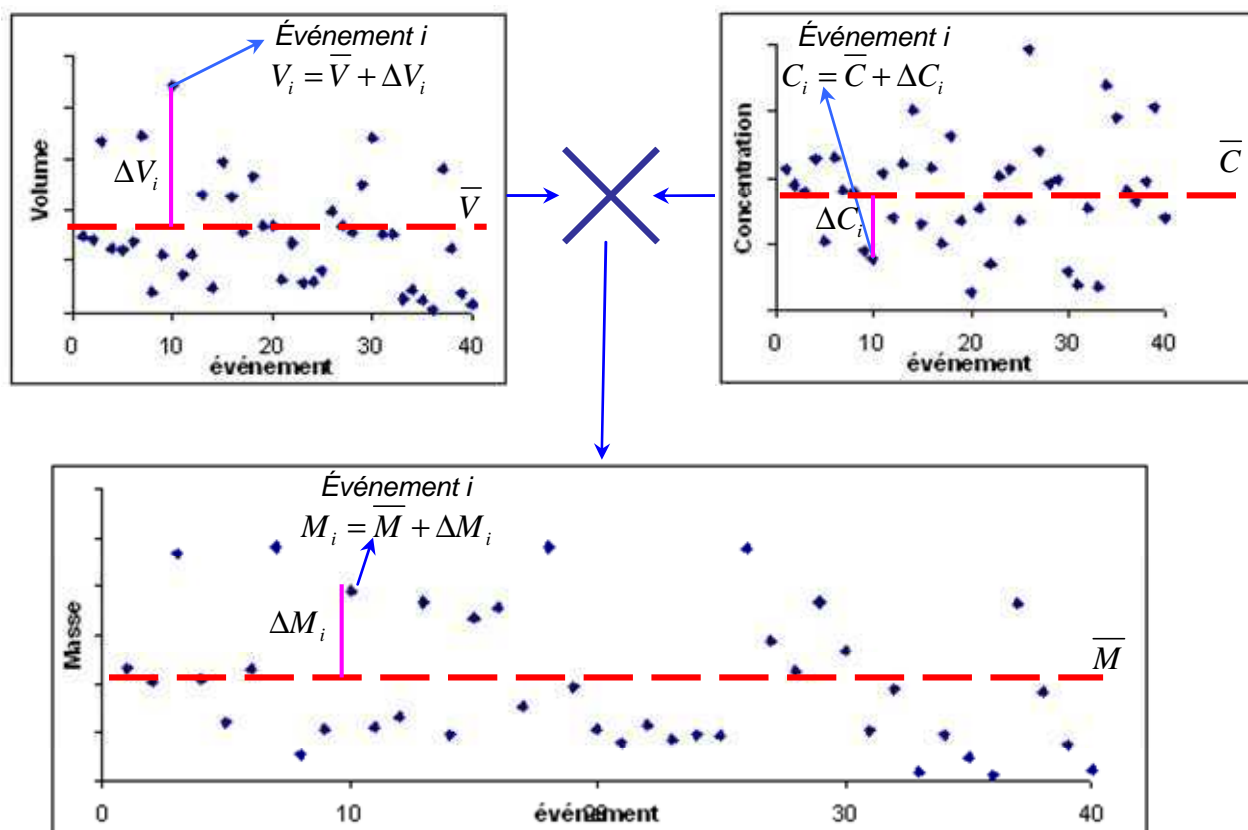 Événement i
V_i = V̅ + ΔV_i
ΔV_i
V̅
Volume
0 10 20 30 40
événement
Événement i
C_i = C̅ + ΔC_i
C̅
ΔC_i
Concentration
0 10 20 30 40
événement
Événement i
M_i = M̅ + ΔM_i
ΔM_i
M̅
Masse
0 10 20 30 40
événement